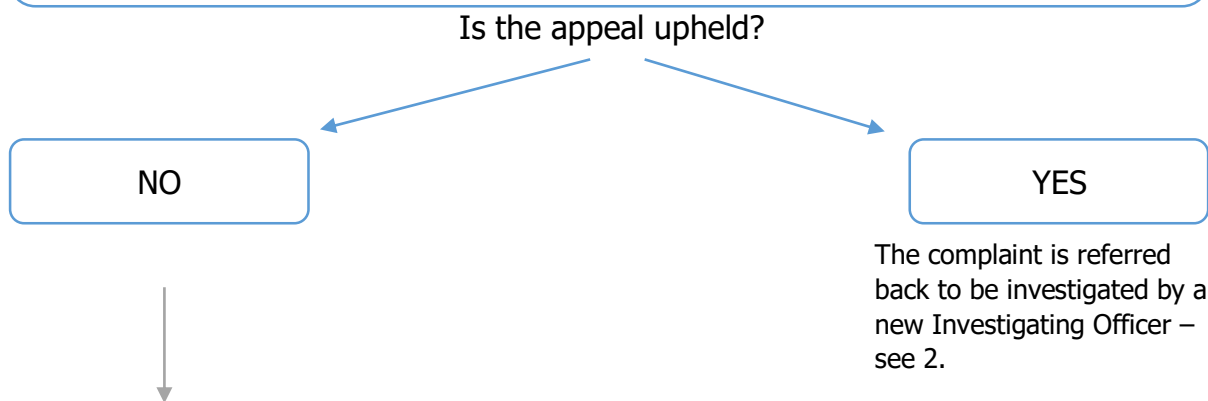 Is the appeal upheld?
NO
YES
The complaint is referred
back to be investigated by a
new Investigating Officer –
see 2.